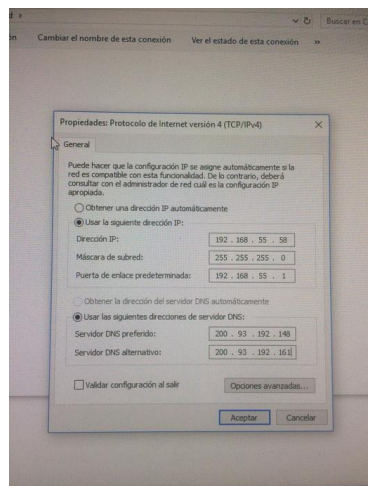 Buscar en C
Cambiar el nombre de esta conexión
Ver el estado de esta conexión
»
Propiedades: Protocolo de Internet versión 4 (TCP/IPv4)
General
Puede hacer que la configuración IP se asigne automáticamente si la
red es compatible con esta funcionalidad. De lo contrario, deberá
consultar con el administrador de red cuál es la configuración IP
apropiada.
Obtener una dirección IP automáticamente
Usar la siguiente dirección IP:
Dirección IP:
192 . 168 . 55 . 58
Máscara de subred:
255 . 255 . 255 . 0
Puerta de enlace predeterminada:
192 . 168 . 55 . 1
Obtener la dirección del servidor DNS automáticamente
Usar las siguientes direcciones de servidor DNS:
Servidor DNS preferido:
200 . 93 . 192 . 148
Servidor DNS alternativo:
200 . 93 . 192 . 161
Validar configuración al salir
Opciones avanzadas...
Aceptar
Cancelar